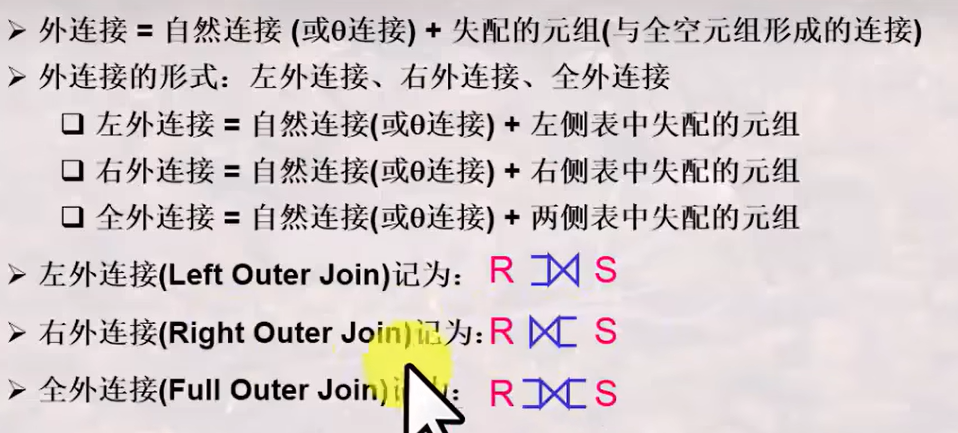 ➢ 外连接 = 自然连接 (或θ连接) + 失配的元组(与全空元组形成的连接)
➢ 外连接的形式：左外连接、右外连接、全外连接
❑ 左外连接 = 自然连接(或θ连接) + 左侧表中失配的元组
❑ 右外连接 = 自然连接(或θ连接) + 右侧表中失配的元组
❑ 全外连接 = 自然连接(或θ连接) + 两侧表中失配的元组
➢ 左外连接(Left Outer Join)记为： R ⟕ S
➢ 右外连接(Right Outer Join)记为：R ⟖ S
➢ 全外连接(Full Outer Join)： R ⟗ S